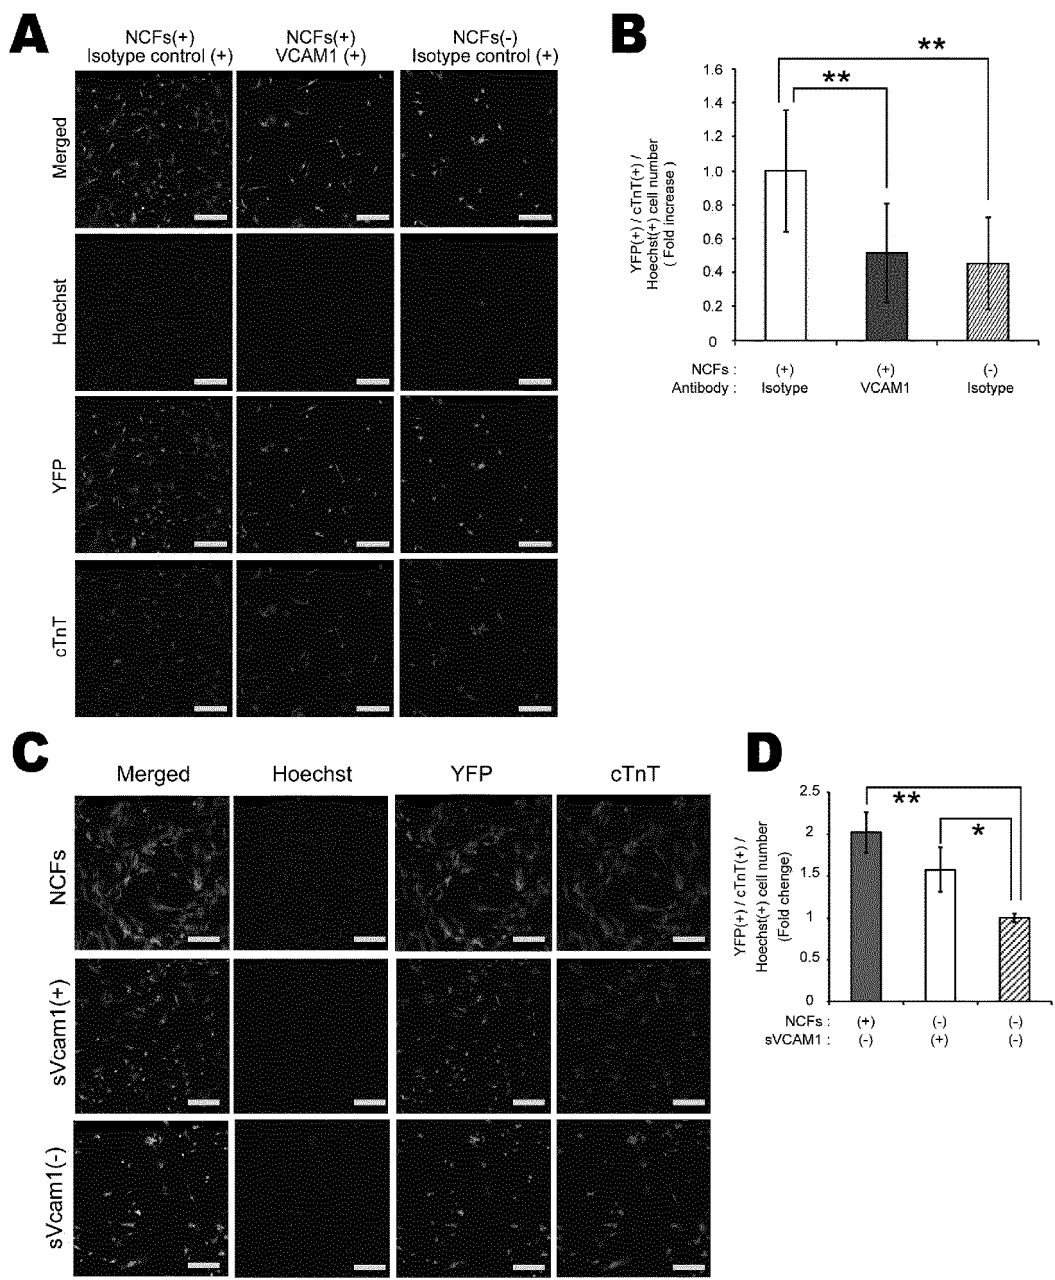 A
NCFs(+)
Isotype control (+)
NCFs(+)
VCAM1 (+)
NCFs(-)
Isotype control (+)
Merged
Hoechst
YFP
cTnT
B
**
**
YFP(+) / cTnT(+) /
Hoechst(+) cell number
( Fold increase )
1.6
1.4
1.2
1.0
0.8
0.6
0.4
0.2
0
NCFs : (+) (+) (-)
Antibody : Isotype VCAM1 Isotype
C
Merged Hoechst YFP cTnT
NCFs
sVcam1(+)
sVcam1(-)
D
**
*
YFP(+) / cTnT(+) /
Hoechst(+) cell number
(Fold chenge)
2.5
2
1.5
1
0.5
0
NCFs : (+) (-) (-)
sVCAM1 : (-) (+) (-)